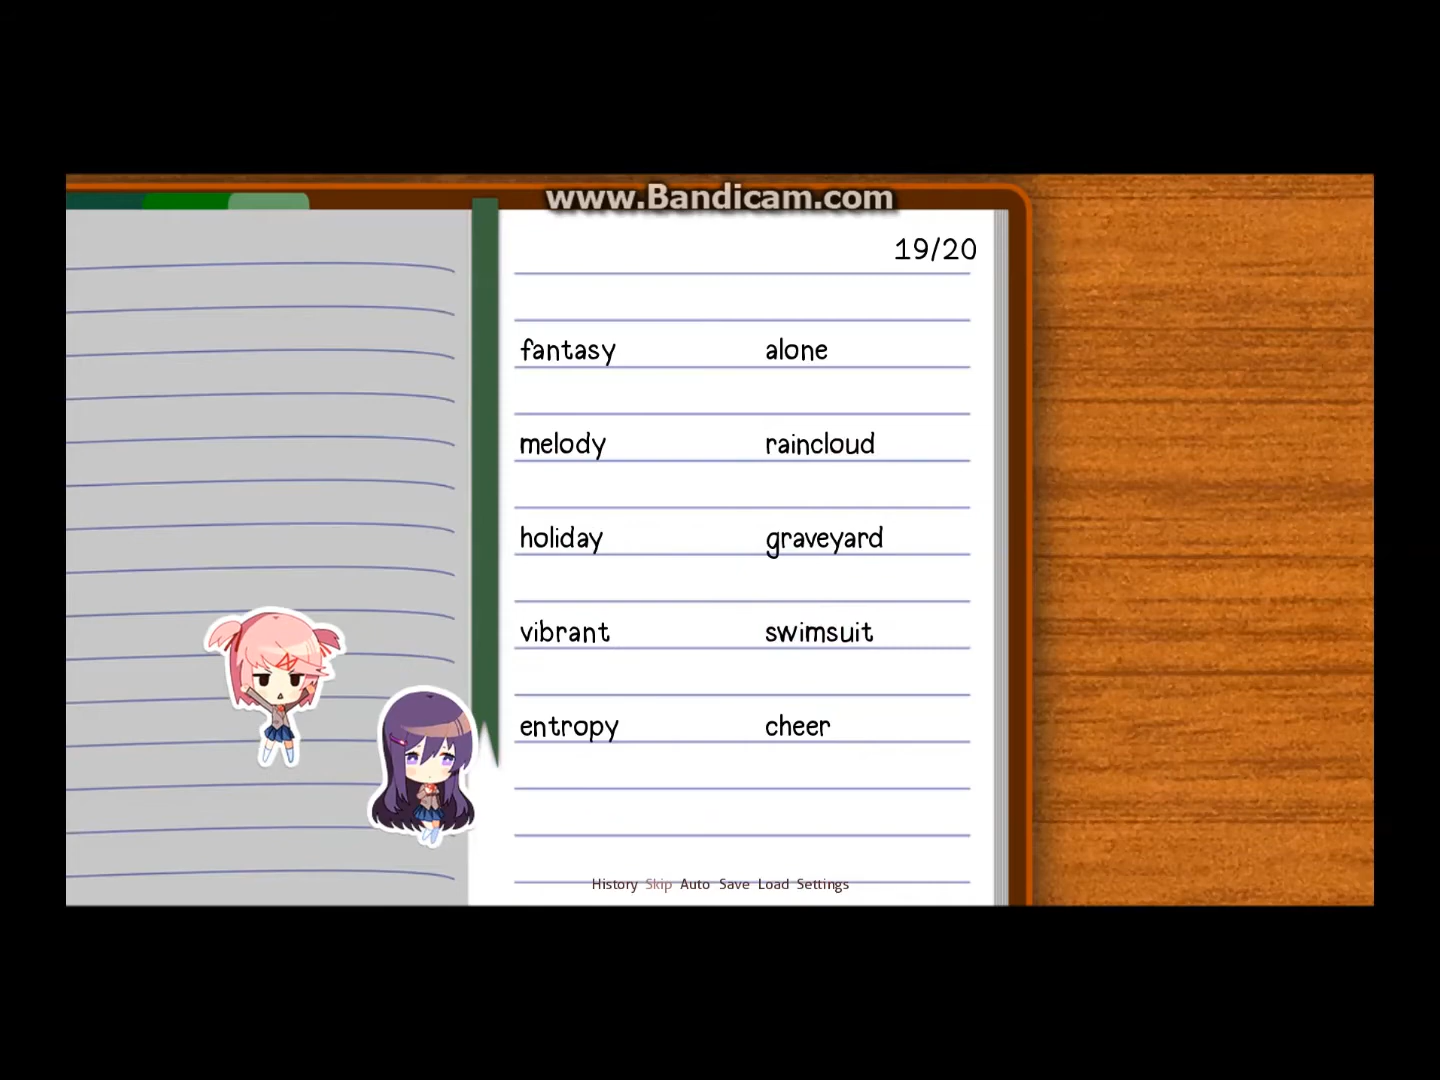 www.Bandicam.com
19/20
fantasy alone
melody raincloud
holiday graveyard
vibrant swimsuit
entropy cheer
History Skip Auto Save Load Settings